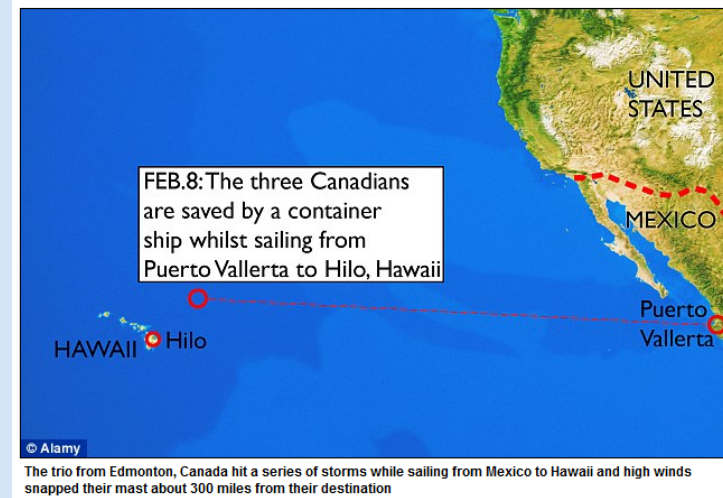 UNITED
STATES
FEB.8: The three Canadians
are saved by a container
ship whilst sailing from
Puerto Vallerta to Hilo, Hawaii
MEXICO
Puerto
Vallerta
HAWAII
Hilo
© Alamy
The trio from Edmonton, Canada hit a series of storms while sailing from Mexico to Hawaii and high winds
snapped their mast about 300 miles from their destination